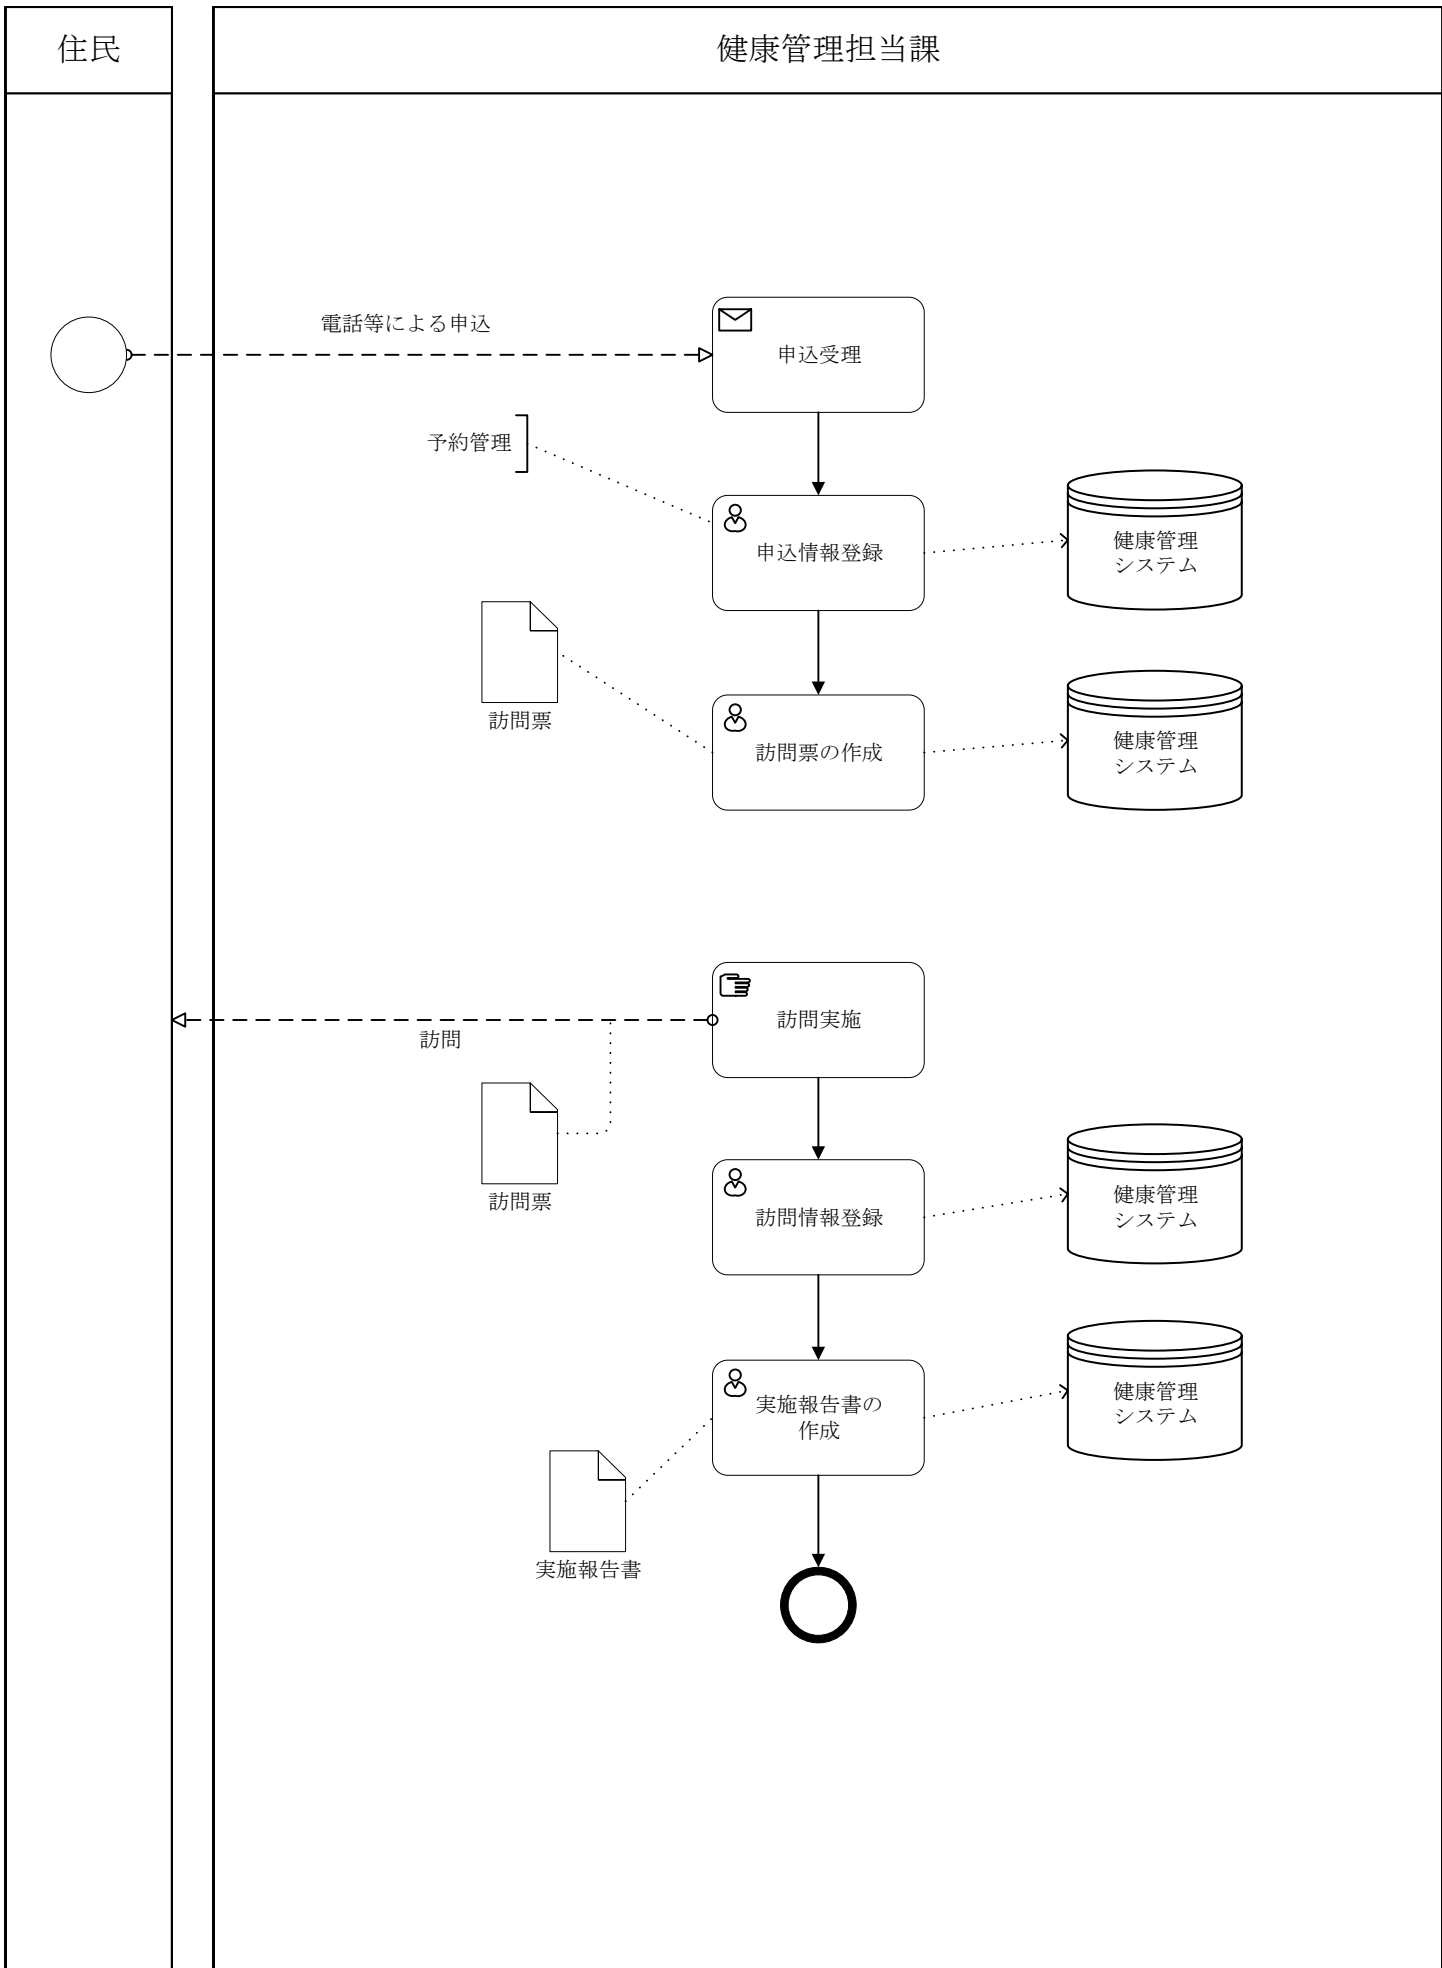 住民
健康管理担当課
電話等による申込
申込受理
予約管理
申込情報登録
健康管理
システム
訪問票
訪問票の作成
健康管理
システム
訪問実施
訪問
訪問票
訪問情報登録
健康管理
システム
実施報告書の
作成
健康管理
システム
実施報告書